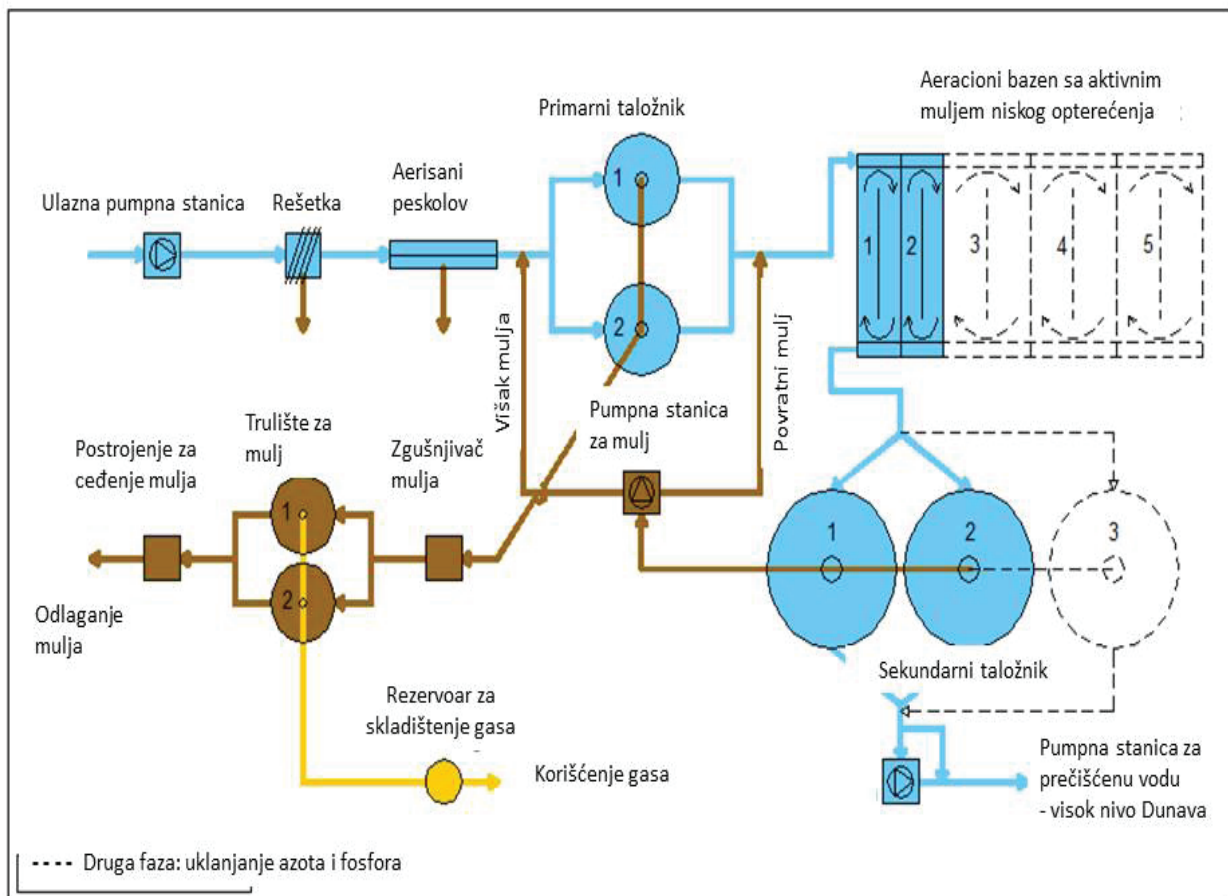 Aeracioni bazen sa aktivnim
muljem niskog opterećenja
Primarni taložnik
Ulazna pumpna stanica
Rešetka
Aerisani
peskolov
1
2
1
2
3
4
5
Višak mulja
Povratni mulj
Pumpna stanica
za mulj
Postrojenje za
ceđenje mulja
Trulište za
mulj
Zgušnjivač
mulja
1
2
1
2
3
Odlaganje
mulja
Sekundarni taložnik
Rezervoar za
skladištenje gasa
Korišćenje gasa
Pumpna stanica za
prečišćenu vodu
- visok nivo Dunava
Druga faza: uklanjanje azota i fosfora